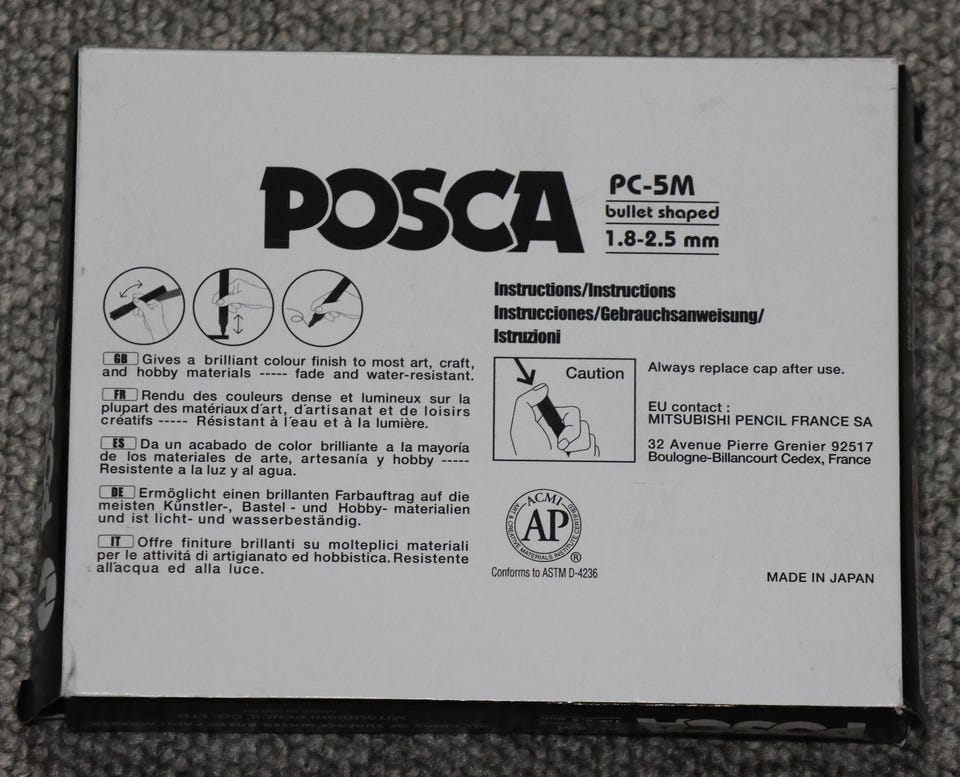 POSCA
PC-5M
bullet shaped
1.8-2.5 mm
GB Gives a brilliant colour finish to most art, craft,
and hobby materials ----- fade and water-resistant.
FR Rendu des couleurs dense et lumineux sur la
plupart des matériaux d'art, d'artisanat et de loisirs
créatifs ----- Résistant à l'eau et à la lumière.
ES Da un acabado de color brilliante a la mayoría
de los materiales de arte, artesanía y hobby -----
Resistente a la luz y al agua.
DE Ermöglicht einen brillanten Farbauftrag auf die
meisten Künstler-, Bastel - und Hobby- materialien
und ist licht- und wasserbeständig.
IT Offre finiture brillanti su molteplici materiali
per le attivitá di artigianato ed hobbistica. Resistente
all'acqua ed alla luce.
Instructions/Instructions
Instrucciones/Gebrauchsanweisung/
Istruzioni
Caution
Always replace cap after use.
EU contact :
MITSUBISHI PENCIL FRANCE SA
32 Avenue Pierre Grenier 92517
Boulogne-Billancourt Cedex, France
ACMI
AP
ART & CREATIVE MATERIALS INSTITUTE CERTIFIED
®
Conforms to ASTM D-4236
MADE IN JAPAN
POSCA